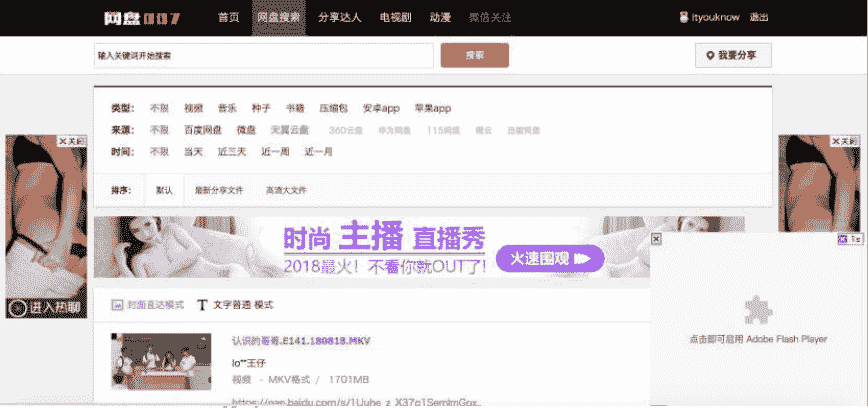 网盘007 首页 网盘搜索 分享达人 电视剧 动漫 微信关注 ityouknow 退出
输入关键词开始搜索 搜索 我要分享
类型: 不限 视频 音乐 种子 书籍 压缩包 安卓app 苹果app
来源: 不限 百度网盘 微盘 天翼云盘 360云盘 华为网盘 115网盘
时间: 不限 当天 近三天 近一周 近一月
排序: 默认 最新分享文件 高清大文件
关闭
关闭
时尚 主播 直播秀
2018最火!不看你就OUT了!
火速围观
1s
进入热聊
封面直达模式 文字普通 模式
点击即可启用 Adobe Flash Player
认识的哥哥.E141.180818.MKV
lo**王仔
视频 - MKV格式 / 1701MB